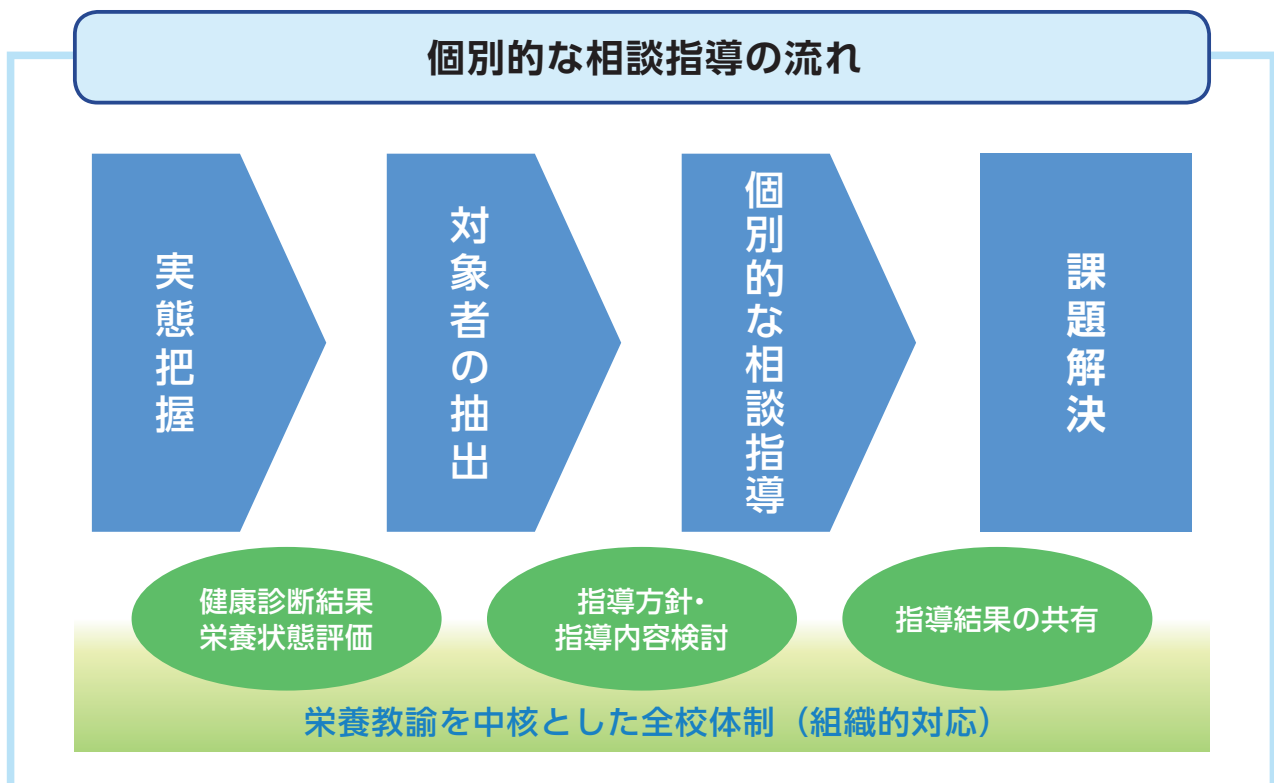 個別的な相談指導の流れ
実態把握
対象者の抽出
個別的な相談指導
課題解決
健康診断結果
栄養状態評価
指導方針・
指導内容検討
指導結果の共有
栄養教諭を中核とした全校体制（組織的対応）